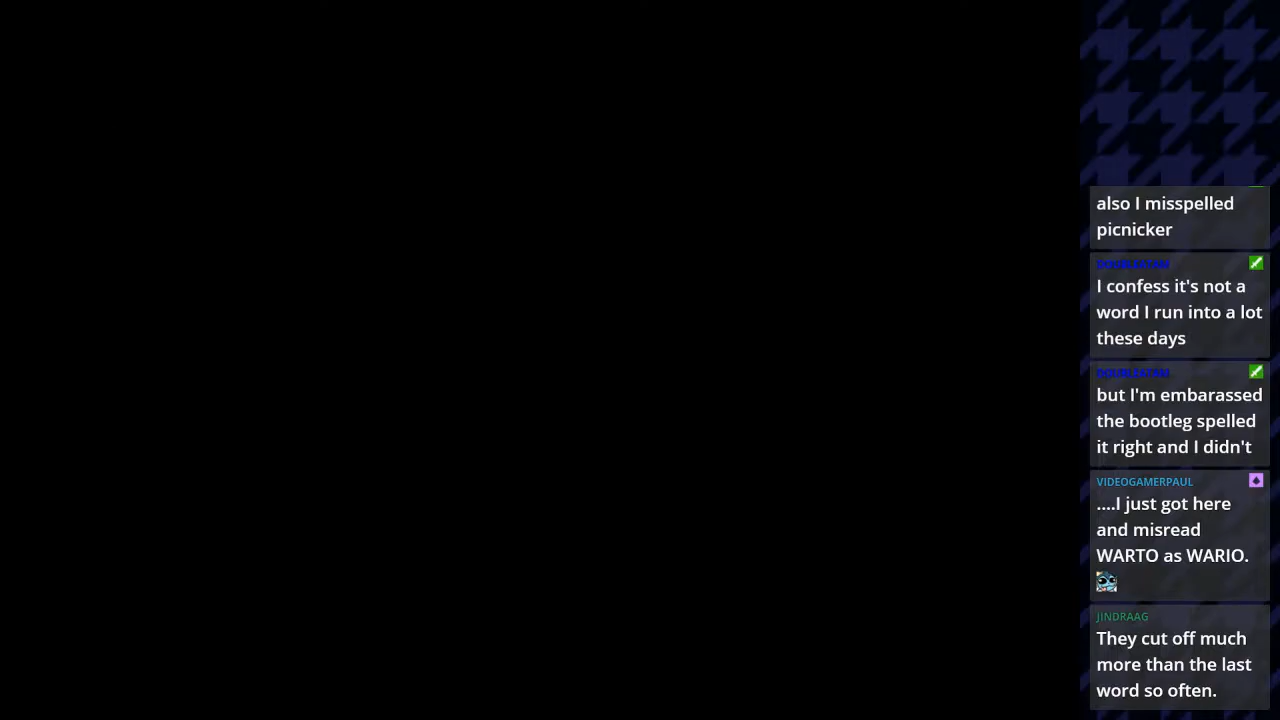 also I misspelled
picnicker
I confess it's not a
word I run into a lot
these days
but I'm embarassed
the bootleg spelled
it right and I didn't
VIDEOGAMERPAUL
....I just got here
and misread
WARTO as WARIO.
JINDRAAG
They cut off much
more than the last
word so often.